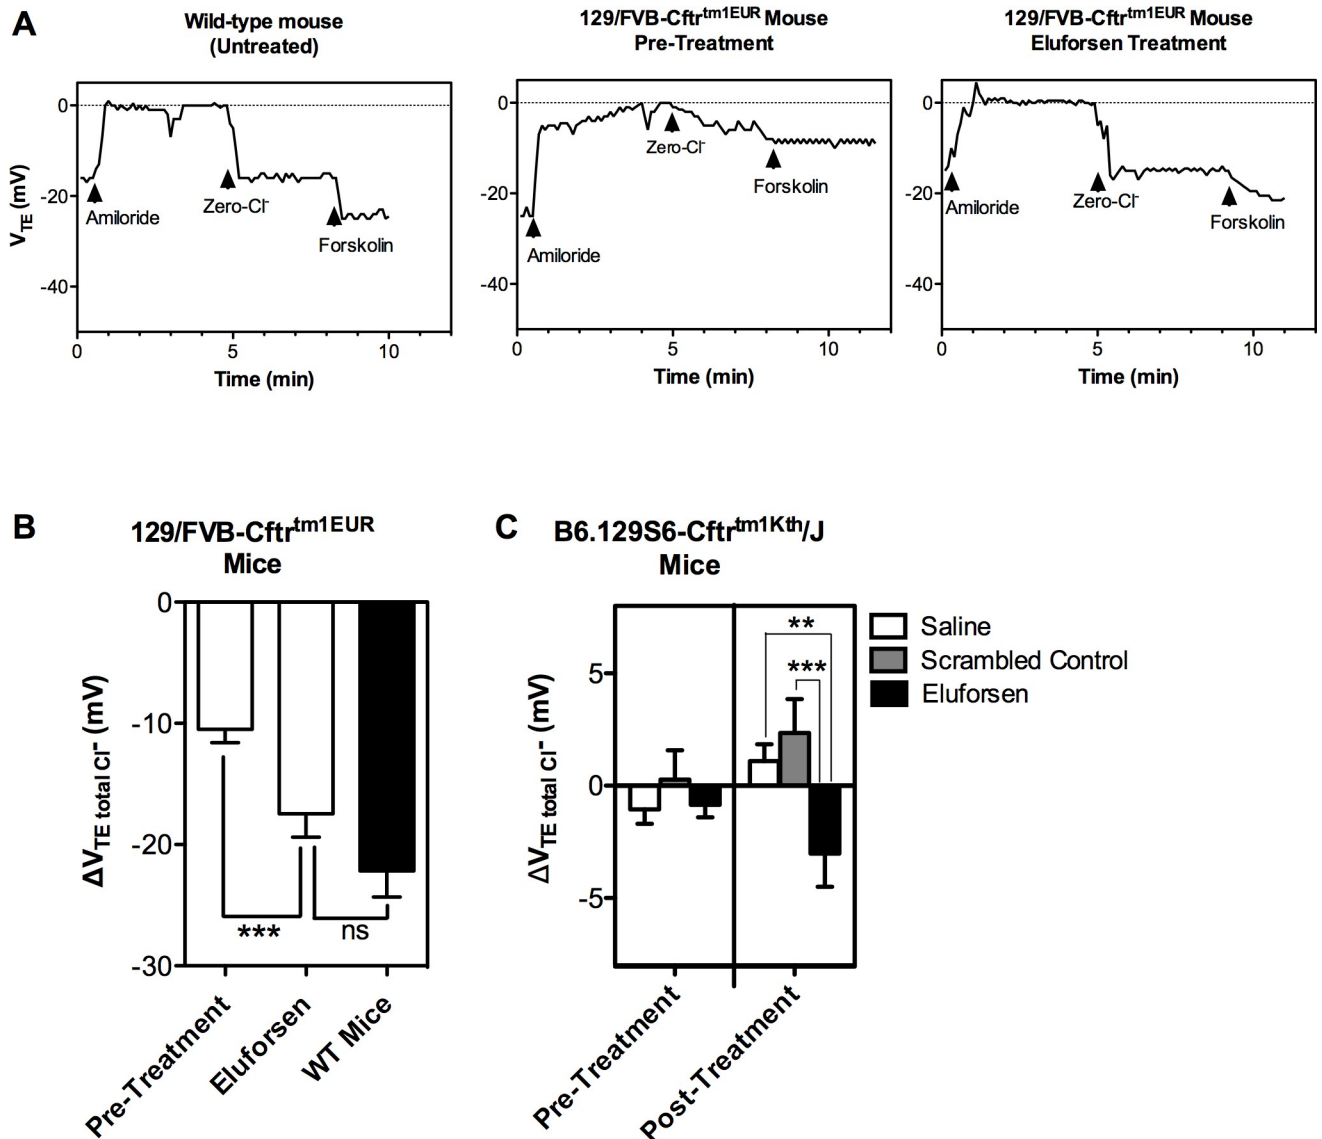 A
Wild-type mouse
(Untreated)
129/FVB-Cftrtm1EUR Mouse
Pre-Treatment
129/FVB-Cftrtm1EUR Mouse
Eluforsen Treatment
VTE (mV)
0
-20
-40
Amiloride
Zero-Cl-
Forskolin
0
5
10
Time (min)
0
-20
-40
Amiloride
Zero-Cl-
Forskolin
0
5
10
Time (min)
0
-20
-40
Amiloride
Zero-Cl-
Forskolin
0
5
10
Time (min)
B
129/FVB-Cftrtm1EUR
Mice
ΔVTE total Cl- (mV)
0
-10
-20
-30
***
ns
Pre-Treatment
Eluforsen
WT Mice
C
B6.129S6-Cftrtm1Kth/J
Mice
ΔVTE total Cl- (mV)
5
0
-5
**
***
Pre-Treatment
Post-Treatment
Saline
Scrambled Control
Eluforsen